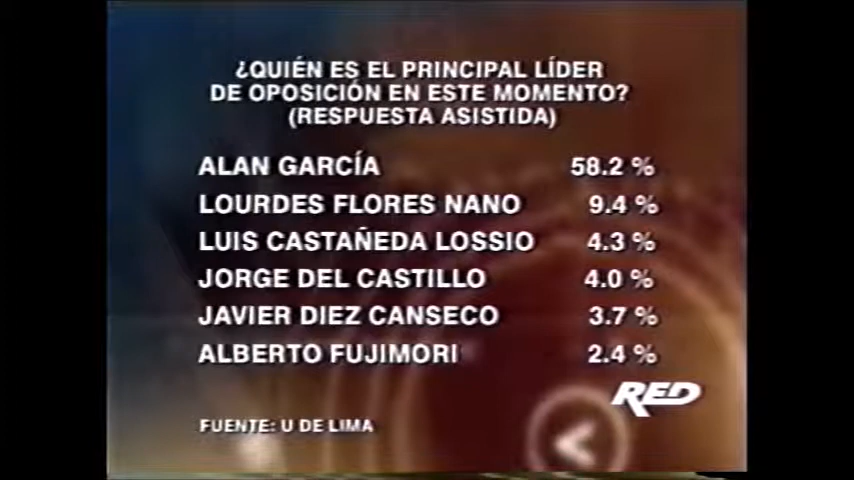 ¿QUIÉN ES EL PRINCIPAL LÍDER
DE OPOSICIÓN EN ESTE MOMENTO?
(RESPUESTA ASISTIDA)
ALAN GARCÍA 58.2 %
LOURDES FLORES NANO 9.4 %
LUIS CASTAÑEDA LOSSIO 4.3 %
JORGE DEL CASTILLO 4.0 %
JAVIER DIEZ CANSECO 3.7 %
ALBERTO FUJIMORI 2.4 %
RED
FUENTE: U DE LIMA